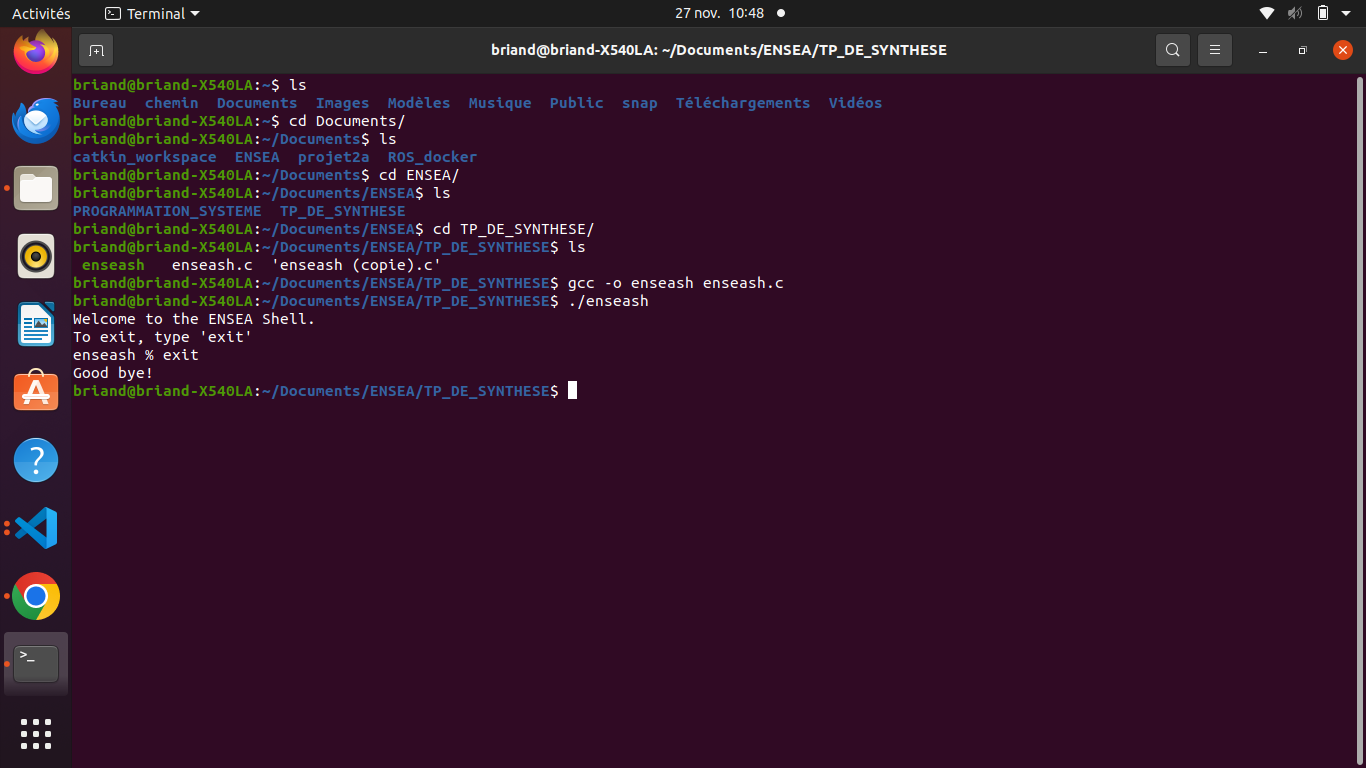 Activités Terminal 27 nov. 10:48
briand@briand-X540LA: ~/Documents/ENSEA/TP_DE_SYNTHESE
briand@briand-X540LA:~$ ls
Bureau chemin Documents Images Modèles Musique Public snap Téléchargements Vidéos
briand@briand-X540LA:~$ cd Documents/
briand@briand-X540LA:~/Documents$ ls
catkin_workspace ENSEA projet2a ROS_docker
briand@briand-X540LA:~/Documents$ cd ENSEA/
briand@briand-X540LA:~/Documents/ENSEA$ ls
PROGRAMMATION_SYSTEME TP_DE_SYNTHESE
briand@briand-X540LA:~/Documents/ENSEA$ cd TP_DE_SYNTHESE/
briand@briand-X540LA:~/Documents/ENSEA/TP_DE_SYNTHESE$ ls
enseash enseash.c 'enseash (copie).c'
briand@briand-X540LA:~/Documents/ENSEA/TP_DE_SYNTHESE$ gcc -o enseash enseash.c
briand@briand-X540LA:~/Documents/ENSEA/TP_DE_SYNTHESE$ ./enseash
Welcome to the ENSEA Shell.
To exit, type 'exit'
enseash % exit
Good bye!
briand@briand-X540LA:~/Documents/ENSEA/TP_DE_SYNTHESE$